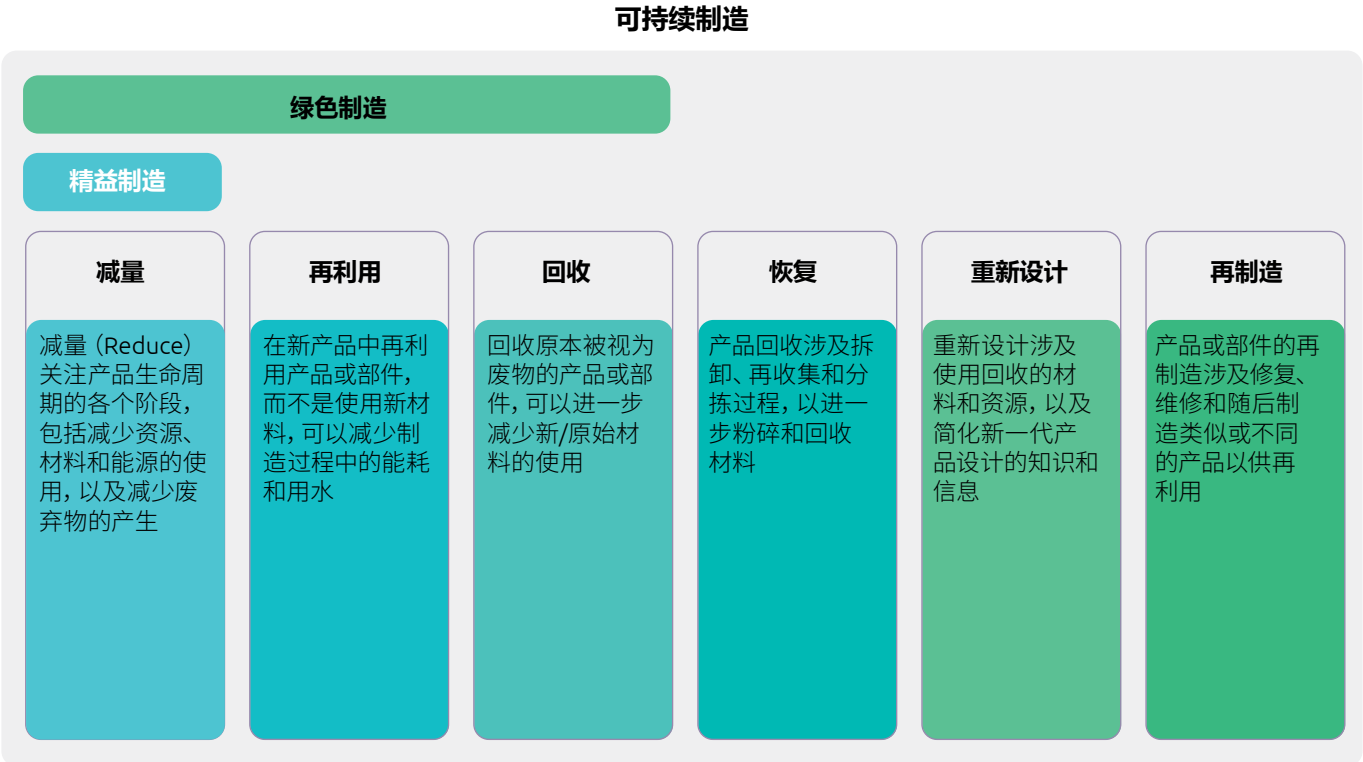 可持续制造
绿色制造
精益制造
减量
减量（Reduce）
关注产品生命周
期的各个阶段，
包括减少资源、
材料和能源的使
用，以及减少废
弃物的产生
再利用
在新产品中再利
用产品或部件，
而不是使用新材
料，可以减少制
造过程中的能耗
和用水
回收
回收原本被视为
废物的产品或部
件，可以进一步
减少新/原始材
料的使用
恢复
产品回收涉及拆
卸、再收集和分
拣过程，以进一
步粉碎和回收
材料
重新设计
重新设计涉及
使用回收的材
料和资源，以及
简化新一代产
品设计的知识和
信息
再制造
产品或部件的再
制造涉及修复、
维修和随后制
造类似或不同
的产品以供再
利用